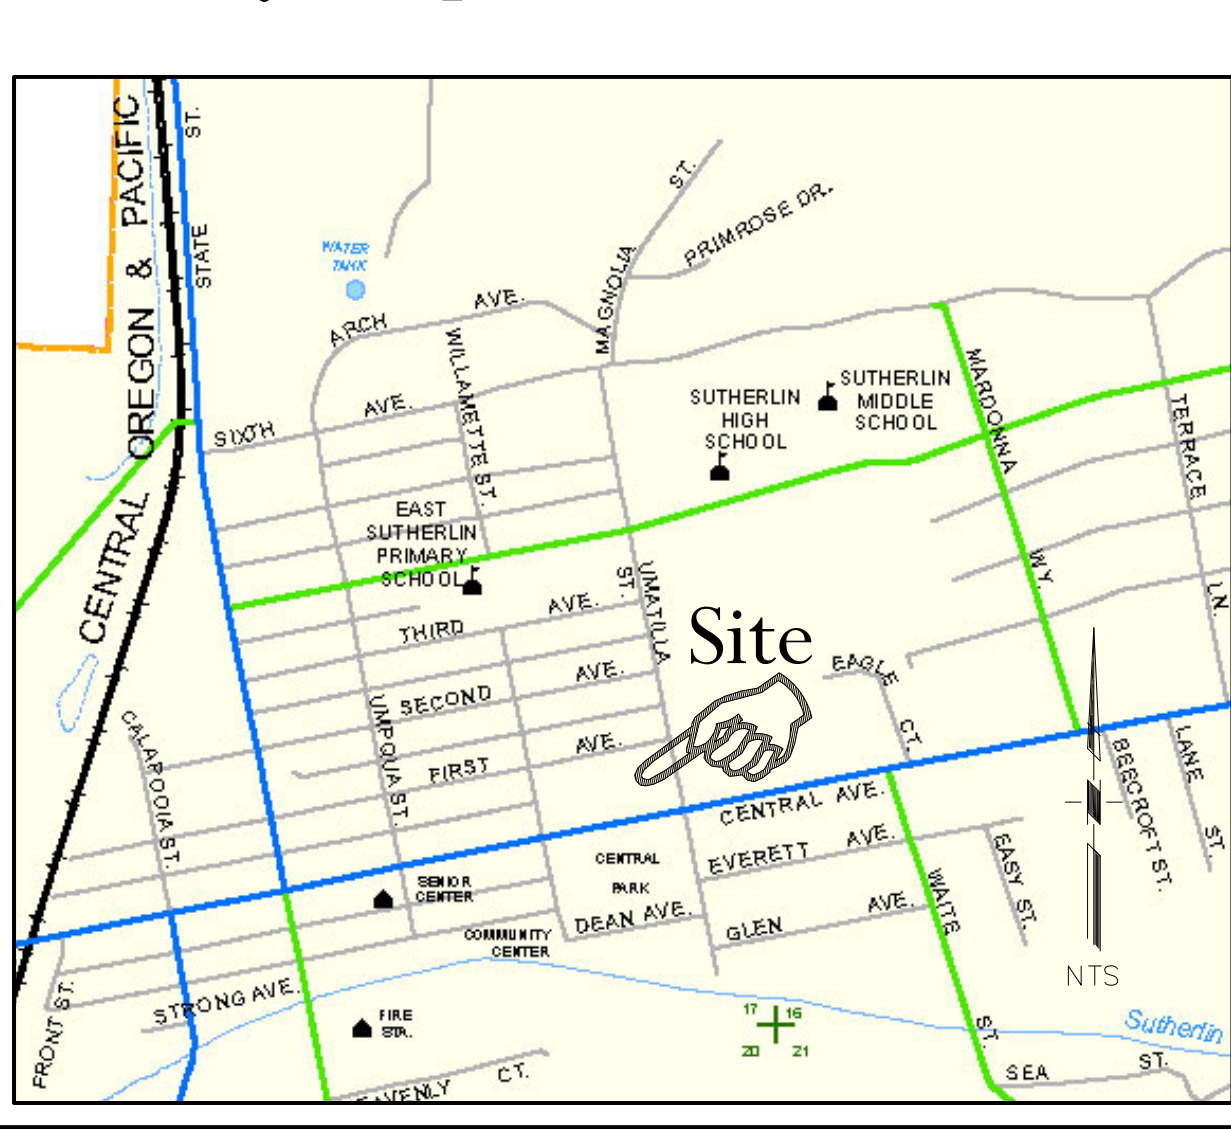 ST.
CENTRAL OREGON & PACIFIC
STATE
WATER
TANK
ST.
MAGNOLIA
PRIMROSE DR.
ARCH
AVE.
WILLAMETTE ST.
SIXTH
AVE.
SUTHERLIN
HIGH
SCHOOL
SUTHERLIN
MIDDLE
SCHOOL
MARDONNA
WY.
TERRACE
LN.
EAST
SUTHERLIN
PRIMARY
SCHOOL
UMATILLA
ST.
THIRD
AVE.
Site
EAGLE
CT.
SECOND
AVE.
UMPQUA ST.
CALAPOOIA ST.
FIRST
AVE.
CENTRAL AVE.
BEECROFT ST.
LANE
ST.
EVERETT
AVE.
EASY ST.
CENTRAL
PARK
SENIOR
CENTER
WAITE
ST.
DEAN AVE.
GLEN
AVE.
COMMUNITY
CENTER
NTS
STRONG AVE.
FRONT ST.
FIRE
STA.
17 16
20 21
Sutherlin
CT.
SEA
ST.